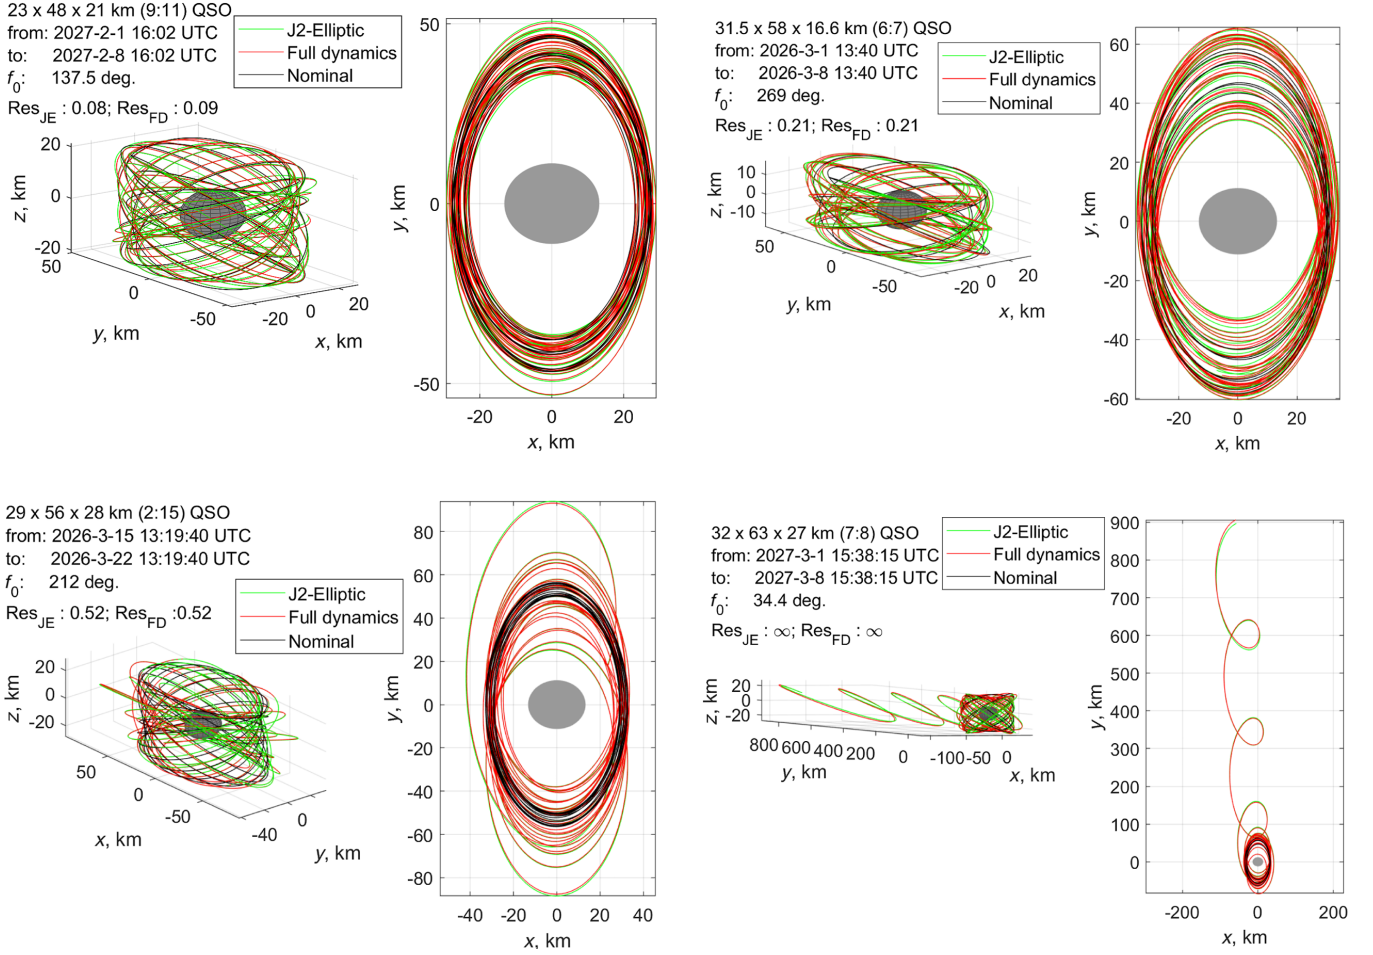 23 x 48 x 21 km (9:11) QSO
from: 2027-2-1 16:02 UTC
to: 2027-2-8 16:02 UTC
f0: 137.5 deg.
ResJE : 0.08; ResFD : 0.09
J2-Elliptic
Full dynamics
Nominal
20
0
-20
z, km
50
0
-50
y, km
-20
0
20
x, km
50
0
-50
y, km
-20
0
20
x, km
31.5 x 58 x 16.6 km (6:7) QSO
from: 2026-3-1 13:40 UTC
to: 2026-3-8 13:40 UTC
f0: 269 deg.
ResJE : 0.21; ResFD : 0.21
J2-Elliptic
Full dynamics
Nominal
10
0
-10
z, km
50
0
-50
y, km
-20
0
20
x, km
60
40
20
0
-20
-40
-60
y, km
-20
0
20
x, km
29 x 56 x 28 km (2:15) QSO
from: 2026-3-15 13:19:40 UTC
to: 2026-3-22 13:19:40 UTC
f0: 212 deg.
ResJE : 0.52; ResFD :0.52
J2-Elliptic
Full dynamics
Nominal
20
0
-20
z, km
50
0
-50
x, km
-40
0
y, km
80
60
40
20
0
-20
-40
-60
-80
y, km
-40
-20
0
20
40
x, km
32 x 63 x 27 km (7:8) QSO
from: 2027-3-1 15:38:15 UTC
to: 2027-3-8 15:38:15 UTC
f0: 34.4 deg.
ResJE : ∞; ResFD : ∞
J2-Elliptic
Full dynamics
Nominal
20
0
-20
z, km
800 600 400 200 0
y, km
-100 -50 0
x, km
900
800
700
600
500
400
300
200
100
0
y, km
-200
0
200
x, km